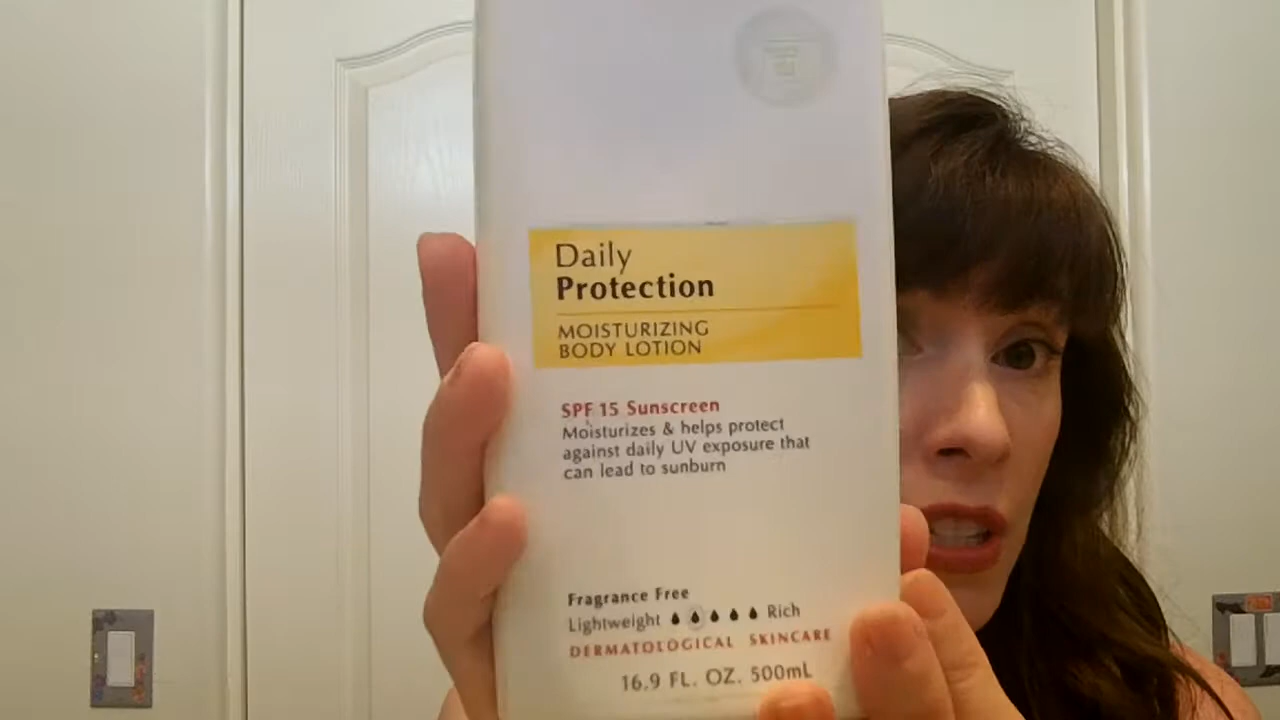 Daily
Protection
MOISTURIZING
BODY LOTION
SPF 15 Sunscreen
Moisturizes & helps protect
against daily UV exposure that
can lead to sunburn
Fragrance Free
Lightweight Rich
DERMATOLOGICAL SKINCARE
16.9 FL. OZ. 500mL